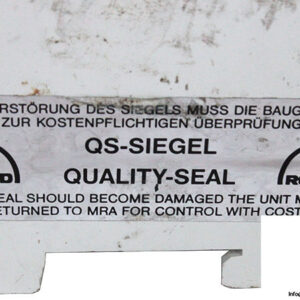 ERSTÖRUNG DES SIEGELS MUSS DIE BAUG
ZUR KOSTENPFLICHTIGEN ÜBERPRÜFUN
QS-SIEGEL
QUALITY-SEAL
EAL SHOULD BECOME DAMAGED THE UNIT M
ETURNED TO MRA FOR CONTROL WITH COST